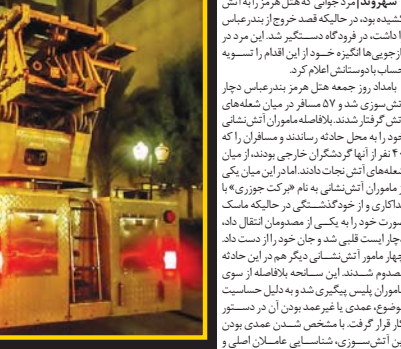 شهروند| مرد جوانی که هتل هرمز را به آتش
کشیده بود، در حالیکه قصد خروج از بندرعباس
را داشت، در فرودگاه دستگیر شد. این مرد در
بازجویی‌ها انگیزه خود از این اقدام را تسویه
حساب با دوستانش اعلام کرد.
بامداد روز جمعه هتل هرمز بندرعباس دچار
آتش‌سوزی شد و ۵۷ مسافر در میان شعله‌های
آتش گرفتار شدند. بلافاصله ماموران آتش‌نشانی
خود را به محل حادثه رساندند و مسافران را که
۴۰ نفر از آنها گردشگران خارجی بودند، از میان
شعله‌های آتش نجات دادند. اما در این میان یکی
از ماموران آتش‌نشانی به نام «برکت جوزری» با
فداکاری و از خودگذشتگی در حالیکه ماسک
صورت خود را به یکی از مصدومان انتقال داد،
دچار ایست قلبی شد و جان خود را از دست داد.
چهار مامور آتش‌نشانی دیگر هم در این حادثه
مصدوم شدند. این سانحه بلافاصله از سوی
ماموران پلیس پیگیری شد و به دلیل حساسیت
موضوع، عمدی یا غیرعمد بودن آن در دستور
کار قرار گرفت. با مشخص شدن عمدی بودن
این آتش‌سوزی، شناسایی عاملان اصلی و